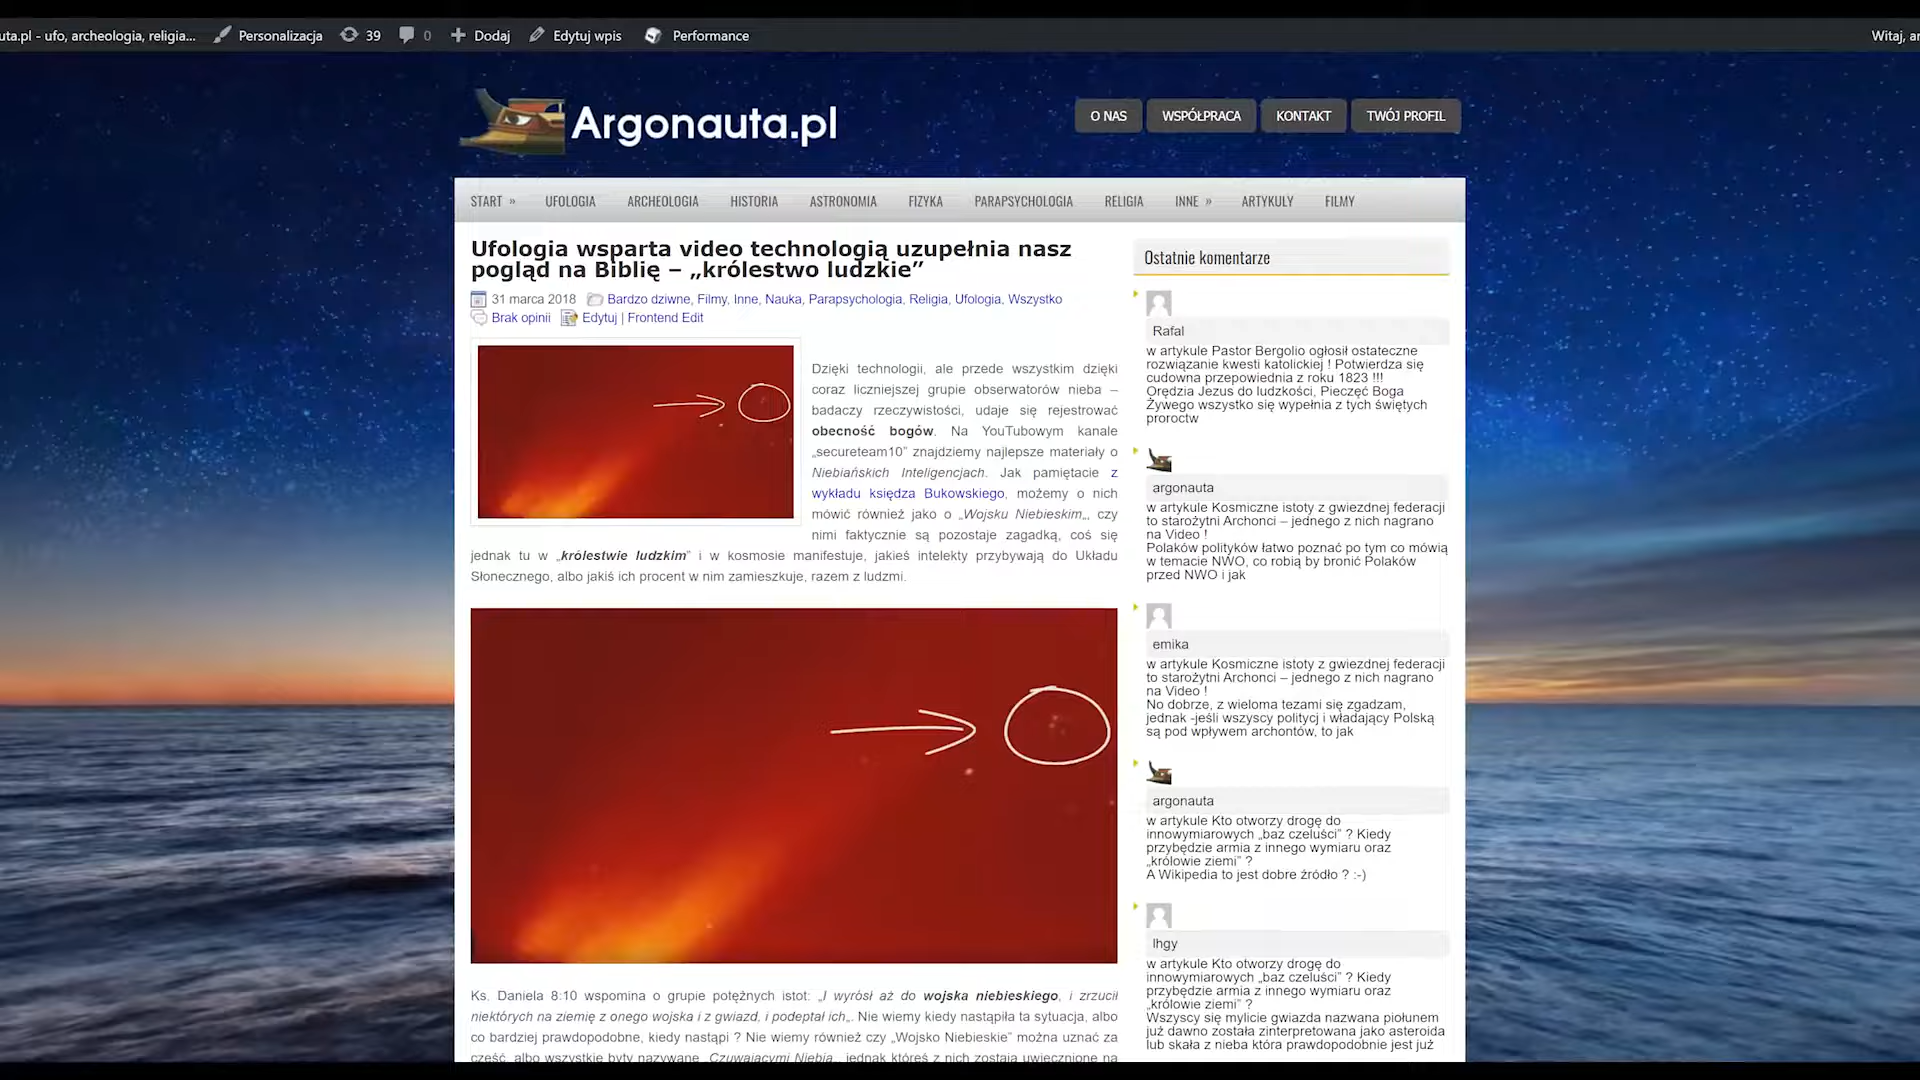 uta.pl - ufo, archeologia, religia... Personalizacja 39 0 Dodaj Edytuj wpis Performance Witaj, ar
Argonauta.pl
O NAS WSPÓŁPRACA KONTAKT TWÓJ PROFIL
START » UFOLOGIA ARCHEOLOGIA HISTORIA ASTRONOMIA FIZYKA PARAPSYCHOLOGIA RELIGIA INNE » ARTYKUŁY FILMY
Ufologia wsparta video technologią uzupełnia nasz
pogląd na Biblię – „królestwo ludzkie”
31 marca 2018 Bardzo dziwne, Filmy, Inne, Nauka, Parapsychologia, Religia, Ufologia, Wszystko
Brak opinii Edytuj | Frontend Edit
Dzięki technologii, ale przede wszystkim dzięki
coraz liczniejszej grupie obserwatorów nieba –
badaczy rzeczywistości, udaje się rejestrować
obecność bogów. Na YouTubowym kanale
„secureteam10” znajdziemy najlepsze materiały o
Niebiańskich Inteligencjach. Jak pamiętacie z
wykładu księdza Bukowskiego, możemy o nich
mówić również jako o „Wojsku Niebieskim„, czy
nimi faktycznie są pozostaje zagadką, coś się
jednak tu w „królestwie ludzkim” i w kosmosie manifestuje, jakieś intelekty przybywają do Układu
Słonecznego, albo jakiś ich procent w nim zamieszkuje, razem z ludzmi.
Ks. Daniela 8:10 wspomina o grupie potężnych istot: „I wyrósł aż do wojska niebieskiego, i zrzucił
niektórych na ziemię z onego wojska i z gwiazd, i podeptał ich„. Nie wiemy kiedy nastąpiła ta sytuacja, albo
co bardziej prawdopodobne, kiedy nastąpi ? Nie wiemy również czy „Wojsko Niebieskie” można uznać za
cześć, albo wszystkie byty nazywane „Czuwającymi Nieba„, jednak któreś z nich zostają uwiecznione na
Ostatnie komentarze
Rafal
w artykule Pastor Bergolio ogłosił ostateczne
rozwiązanie kwesti katolickiej ! Potwierdza się
cudowna przepowiednia z roku 1823 !!!
Orędzia Jezus do ludzkości, Pieczęć Boga
Żywego wszystko się wypełnia z tych świętych
proroctw
argonauta
w artykule Kosmiczne istoty z gwiezdnej federacji
to starożytni Archonci – jednego z nich nagrano
na Video !
Polaków polityków łatwo poznać po tym co mówią
w temacie NWO, co robią by bronić Polaków
przed NWO i jak
emika
w artykule Kosmiczne istoty z gwiezdnej federacji
to starożytni Archonci – jednego z nich nagrano
na Video !
No dobrze, z wieloma tezami się zgadzam,
jednak -jeśli wszyscy politycj i władający Polską
są pod wpływem archontów, to jak
argonauta
w artykule Kto otworzy drogę do
innowymiarowych „baz czeluści” ? Kiedy
przybędzie armia z innego wymiaru oraz
„królowie ziemi” ?
A Wikipedia to jest dobre źródło ? :-)
lhgy
w artykule Kto otworzy drogę do
innowymiarowych „baz czeluści” ? Kiedy
przybędzie armia z innego wymiaru oraz
„królowie ziemi” ?
Wszyscy się mylicie gwiazda nazwana piołunem
już dawno została zinterpretowana jako asteroida
lub skała z nieba która prawdopodobnie jest już